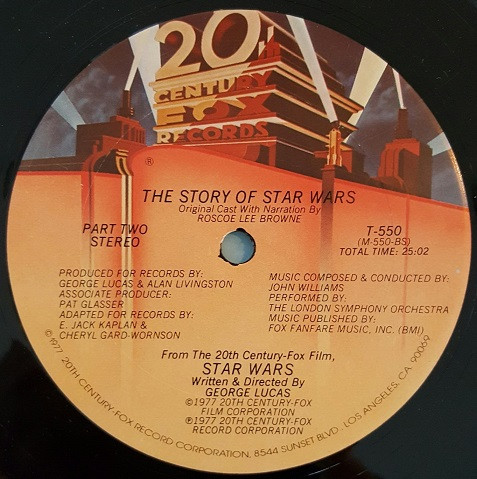 20th
CENTURY
FOX
RECORDS
®
THE STORY OF STAR WARS
Original Cast With Narration By
ROSCOE LEE BROWNE
PART TWO
STEREO
T-550
(M-550-BS)
TOTAL TIME: 25:02
PRODUCED FOR RECORDS BY:
GEORGE LUCAS & ALAN LIVINGSTON
ASSOCIATE PRODUCER:
PAT GLASSER
ADAPTED FOR RECORDS BY:
E. JACK KAPLAN &
CHERYL GARD-WORNSON
MUSIC COMPOSED & CONDUCTED BY:
JOHN WILLIAMS
PERFORMED BY:
THE LONDON SYMPHONY ORCHESTRA
MUSIC PUBLISHED BY:
FOX FANFARE MUSIC, INC. (BMI)
From The 20th Century-Fox Film,
STAR WARS
Written & Directed By
GEORGE LUCAS
©1977 20TH CENTURY-FOX
FILM CORPORATION
℗1977 20TH CENTURY-FOX
RECORD CORPORATION
©1977, 20TH CENTURY-FOX RECORD CORPORATION, 8544 SUNSET BLVD., LOS ANGELES, CA. 90069